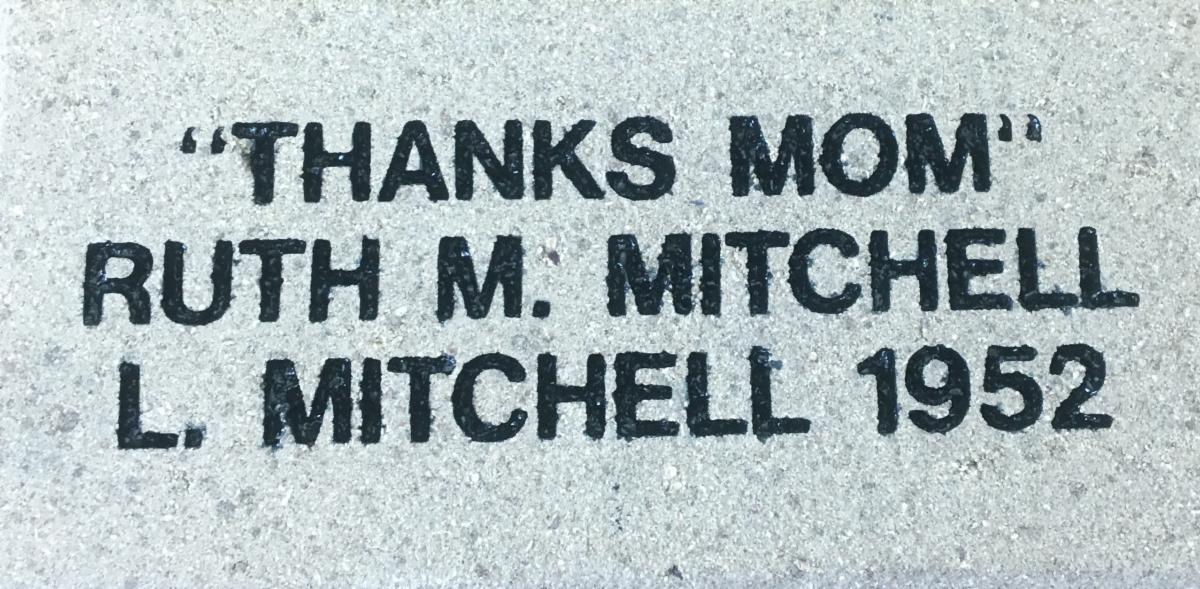 "THANKS MOM"
RUTH M. MITCHELL
L. MITCHELL 1952